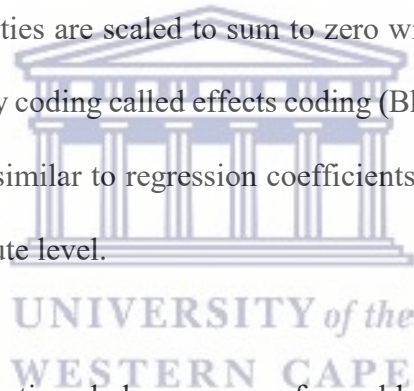 ties are scaled to sum to zero wi
y coding called effects coding (Bl
similar to regression coefficients
ute level.
UNIVERSITY of the
WESTERN CAPE